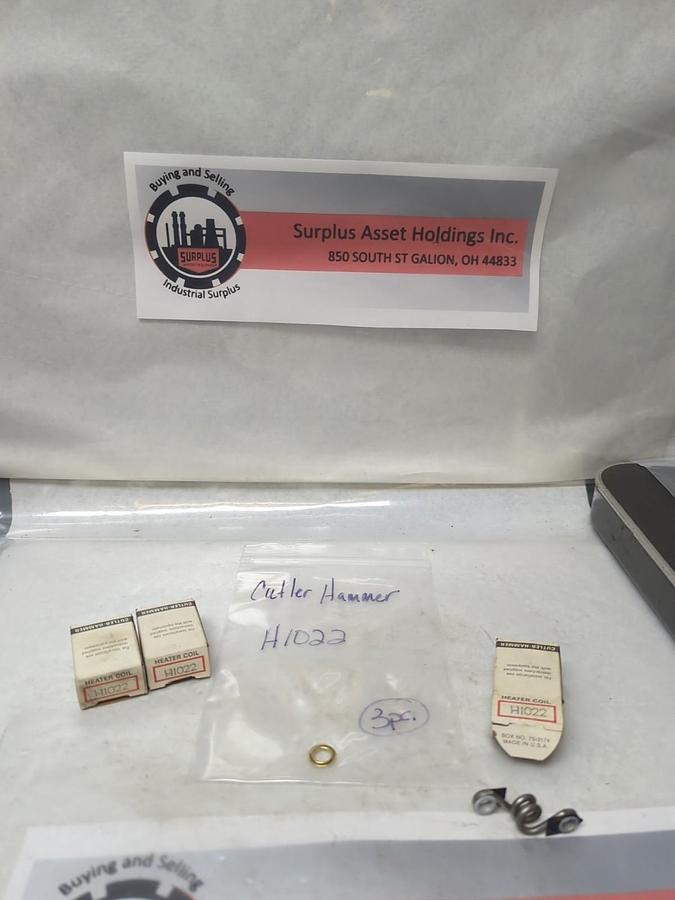 Buying and Selling
SURPLUS
Industrial Surplus
Surplus Asset Holdings Inc.
850 SOUTH ST GALION, OH 44833
CUTLER-HAMMER
HEATER COIL
H1022
CUTLER-HAMMER
HEATER COIL
H1022
Cutler Hammer
H1022
3pc.
CUTLER-HAMMER
HEATER COIL
H1022
MADE IN U.S.A.
Buying and Selling